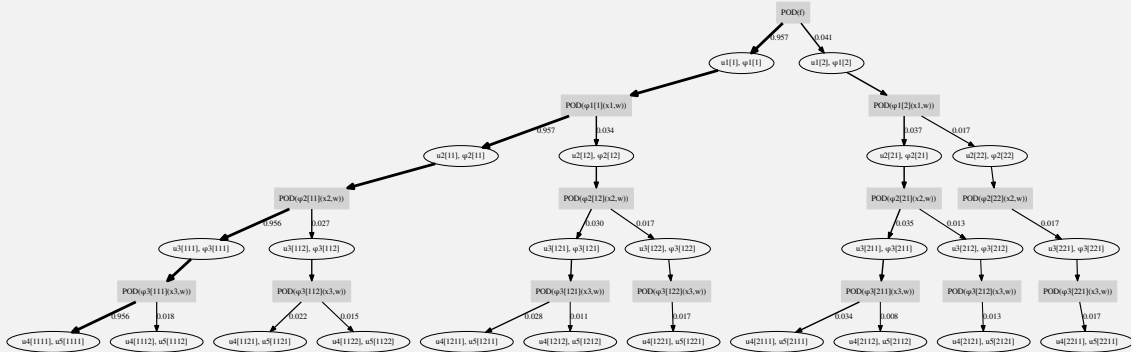 POD(f)
0.957
0.041
u1[1], φ1[1]
u1[2], φ1[2]
POD(φ1[1](x1,w))
POD(φ1[2](x1,w))
0.957
0.034
0.037
0.017
u2[11], φ2[11]
u2[12], φ2[12]
u2[21], φ2[21]
u2[22], φ2[22]
POD(φ2[11](x2,w))
POD(φ2[12](x2,w))
POD(φ2[21](x2,w))
POD(φ2[22](x2,w))
0.956
0.027
0.030
0.017
0.035
0.013
0.017
u3[111], φ3[111]
u3[112], φ3[112]
u3[121], φ3[121]
u3[122], φ3[122]
u3[211], φ3[211]
u3[212], φ3[212]
u3[221], φ3[221]
POD(φ3[111](x3,w))
POD(φ3[112](x3,w))
POD(φ3[121](x3,w))
POD(φ3[122](x3,w))
POD(φ3[211](x3,w))
POD(φ3[212](x3,w))
POD(φ3[221](x3,w))
0.956
0.018
0.022
0.015
0.028
0.011
0.017
0.034
0.008
0.013
0.017
u4[1111], u5[1111]
u4[1112], u5[1112]
u4[1121], u5[1121]
u4[1122], u5[1122]
u4[1211], u5[1211]
u4[1212], u5[1212]
u4[1221], u5[1221]
u4[2111], u5[2111]
u4[2112], u5[2112]
u4[2121], u5[2121]
u4[2211], u5[2211]